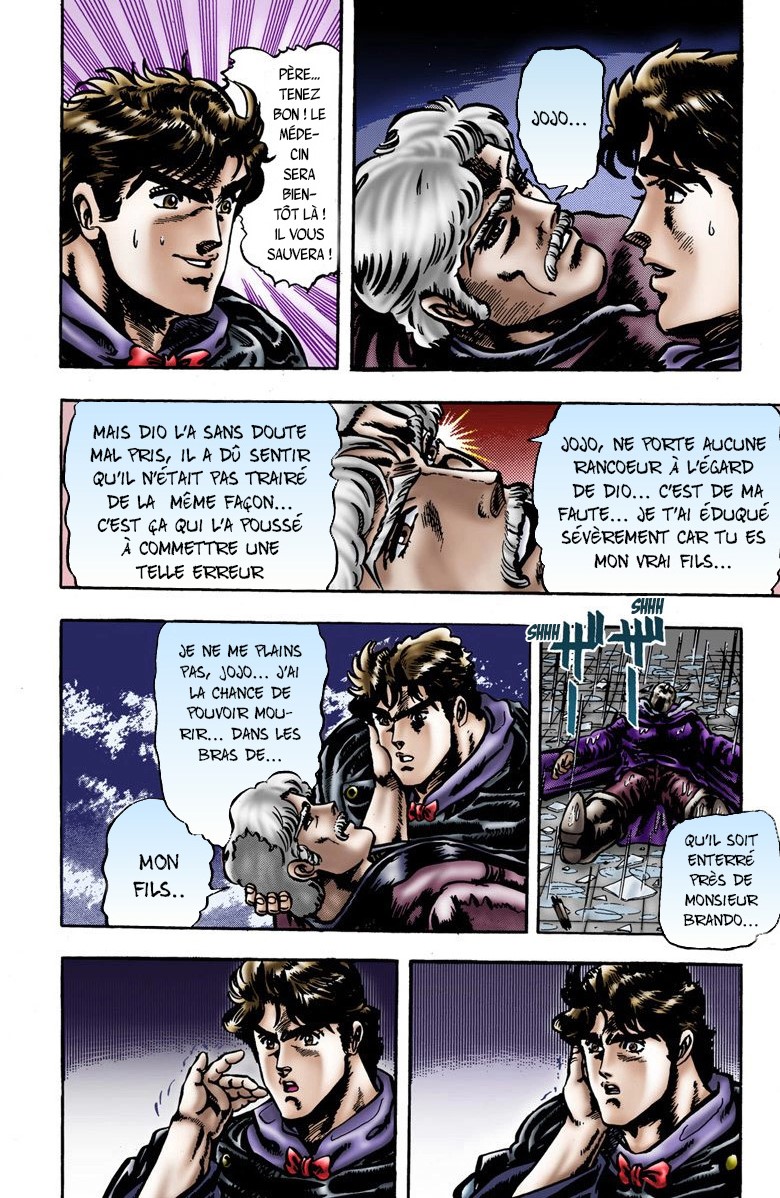 JOJO...
PÈRE...
TENEZ
BON ! LE
MÉDE-
CIN
SERA
BIEN-
TÔT LÀ !
IL VOUS
SAUVERA !
JOJO, NE PORTE AUCUNE
RANCOEUR À L'ÉGARD
DE DIO... C'EST DE MA
FAUTE... JE T'AI ÉDUQUÉ
SÉVÈREMENT CAR TU ES
MON VRAI FILS...
MAIS DIO L'A SANS DOUTE
MAL PRIS, IL A DÛ SENTIR
QU'IL N'ÉTAIT PAS TRAIRÉ
DE LA MÊME FAÇON...
C'EST ÇA QUI L'A POUSSÉ
À COMMETTRE UNE
TELLE ERREUR
SHHH
SHHH
ザザ
QU'IL SOIT
ENTERRÉ
PRÈS DE
MONSIEUR
BRANDO...
JE NE ME PLAINS
PAS, JOJO... J'AI
LA CHANCE DE
POUVOIR MOU-
RIR... DANS LES
BRAS DE...
MON
FILS..